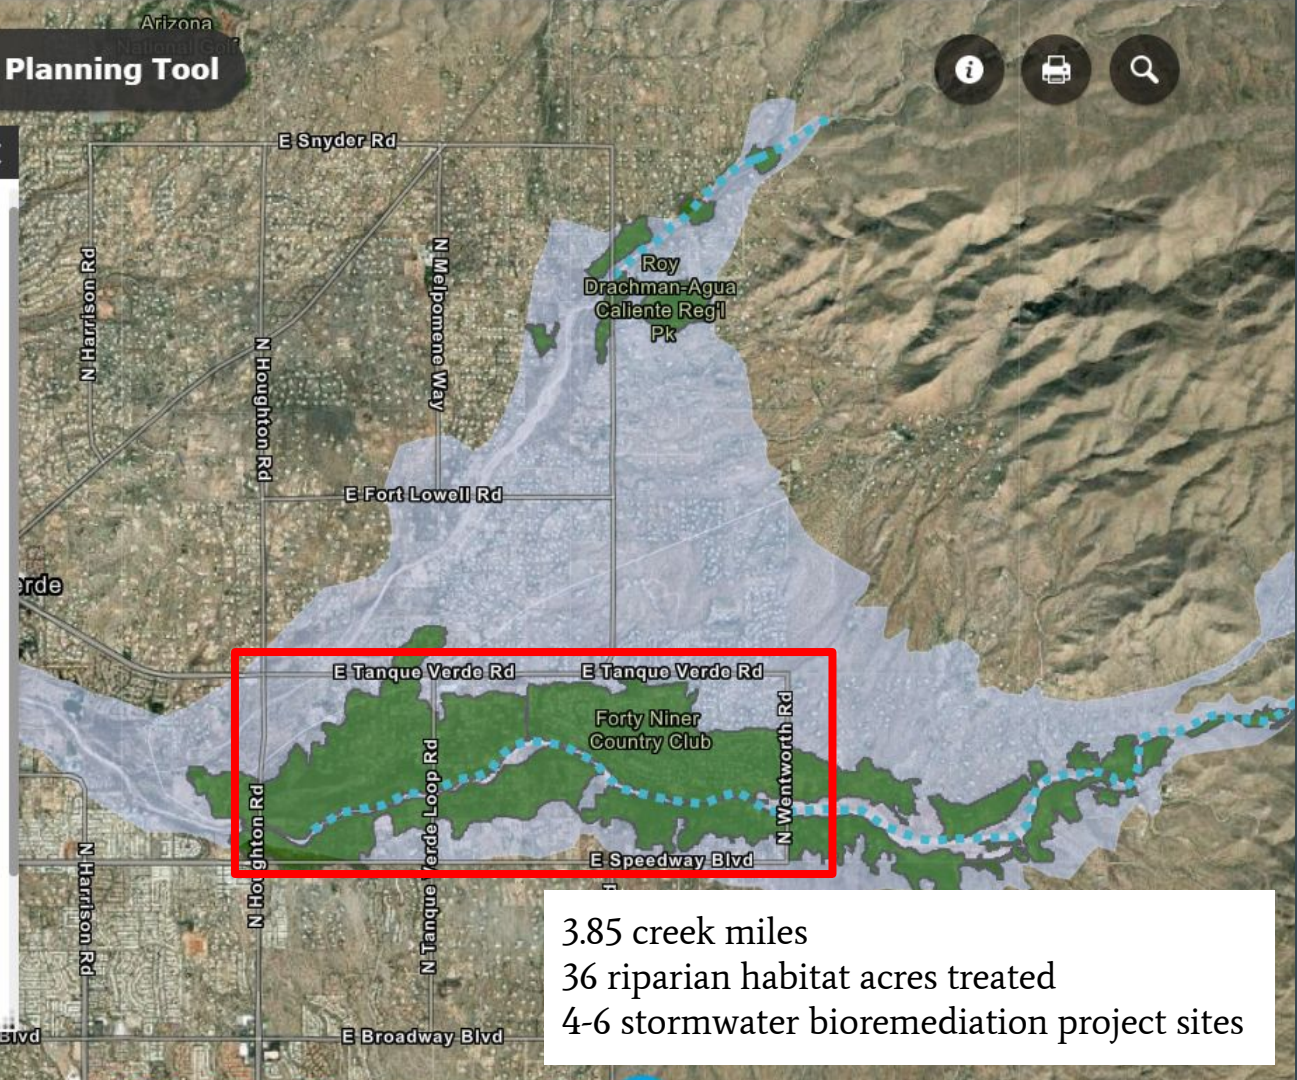 Arizona
National Golf
Planning Tool
E Snyder Rd
N Harrison Rd
N Melpomene Way
N Houghton Rd
Roy
Drachman-Agua
Caliente Reg'l
Pk
E Fort Lowell Rd
erde
E Tanque Verde Rd
E Tanque Verde Rd
Forty Niner
Country Club
N Wentworth Rd
N Tanque Verde Loop Rd
N Houghton Rd
E Speedway Blvd
N Harrison Rd
3.85 creek miles
36 riparian habitat acres treated
4-6 stormwater bioremediation project sites
Blvd
E Broadway Blvd